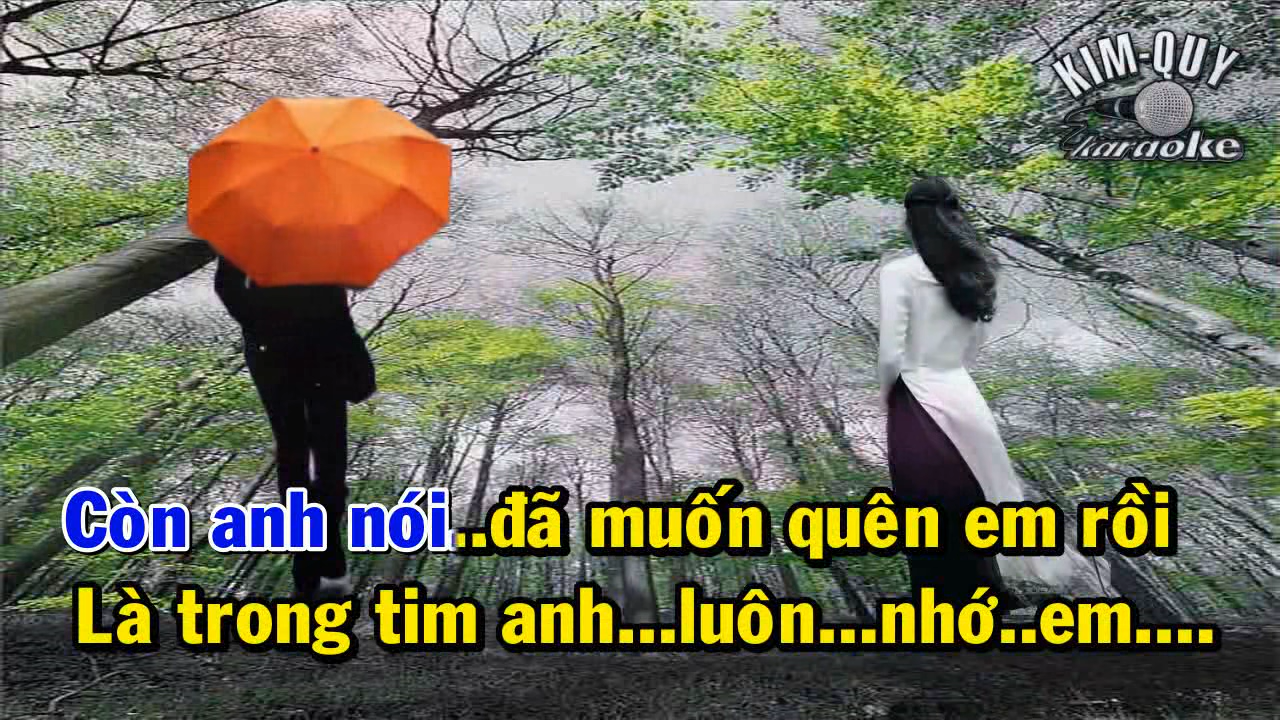 KIM-QUY
karaoke
Còn anh nói..đã muốn quên em rồi
Là trong tim anh...luôn...nhớ..em....